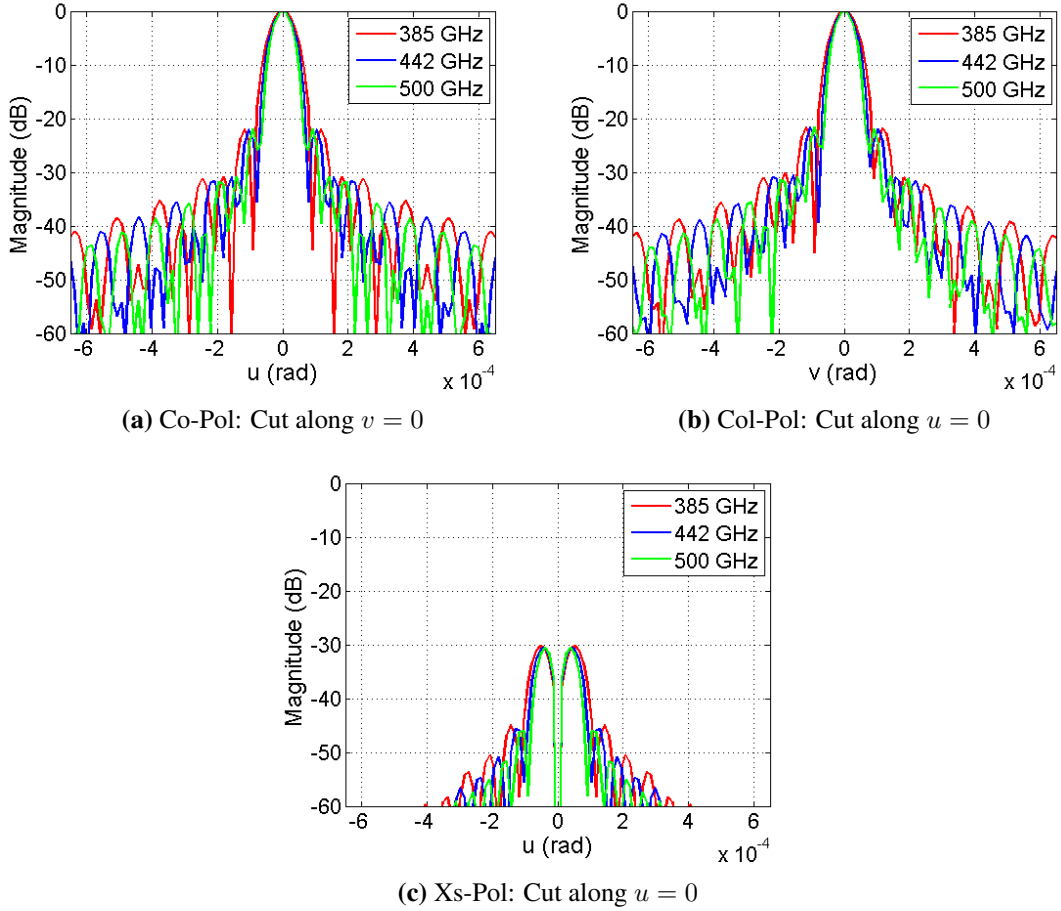 0
-10
-20
-30
-40
-50
-60
Magnitude (dB)
385 GHz
442 GHz
500 GHz
-6 -4 -2 0 2 4 6
u (rad)
x 10⁻⁴
(a) Co-Pol: Cut along v = 0
0
-10
-20
-30
-40
-50
-60
Magnitude (dB)
385 GHz
442 GHz
500 GHz
-6 -4 -2 0 2 4 6
v (rad)
x 10⁻⁴
(b) Col-Pol: Cut along u = 0
0
-10
-20
-30
-40
-50
-60
Magnitude (dB)
385 GHz
442 GHz
500 GHz
-6 -4 -2 0 2 4 6
u (rad)
x 10⁻⁴
(c) Xs-Pol: Cut along u = 0